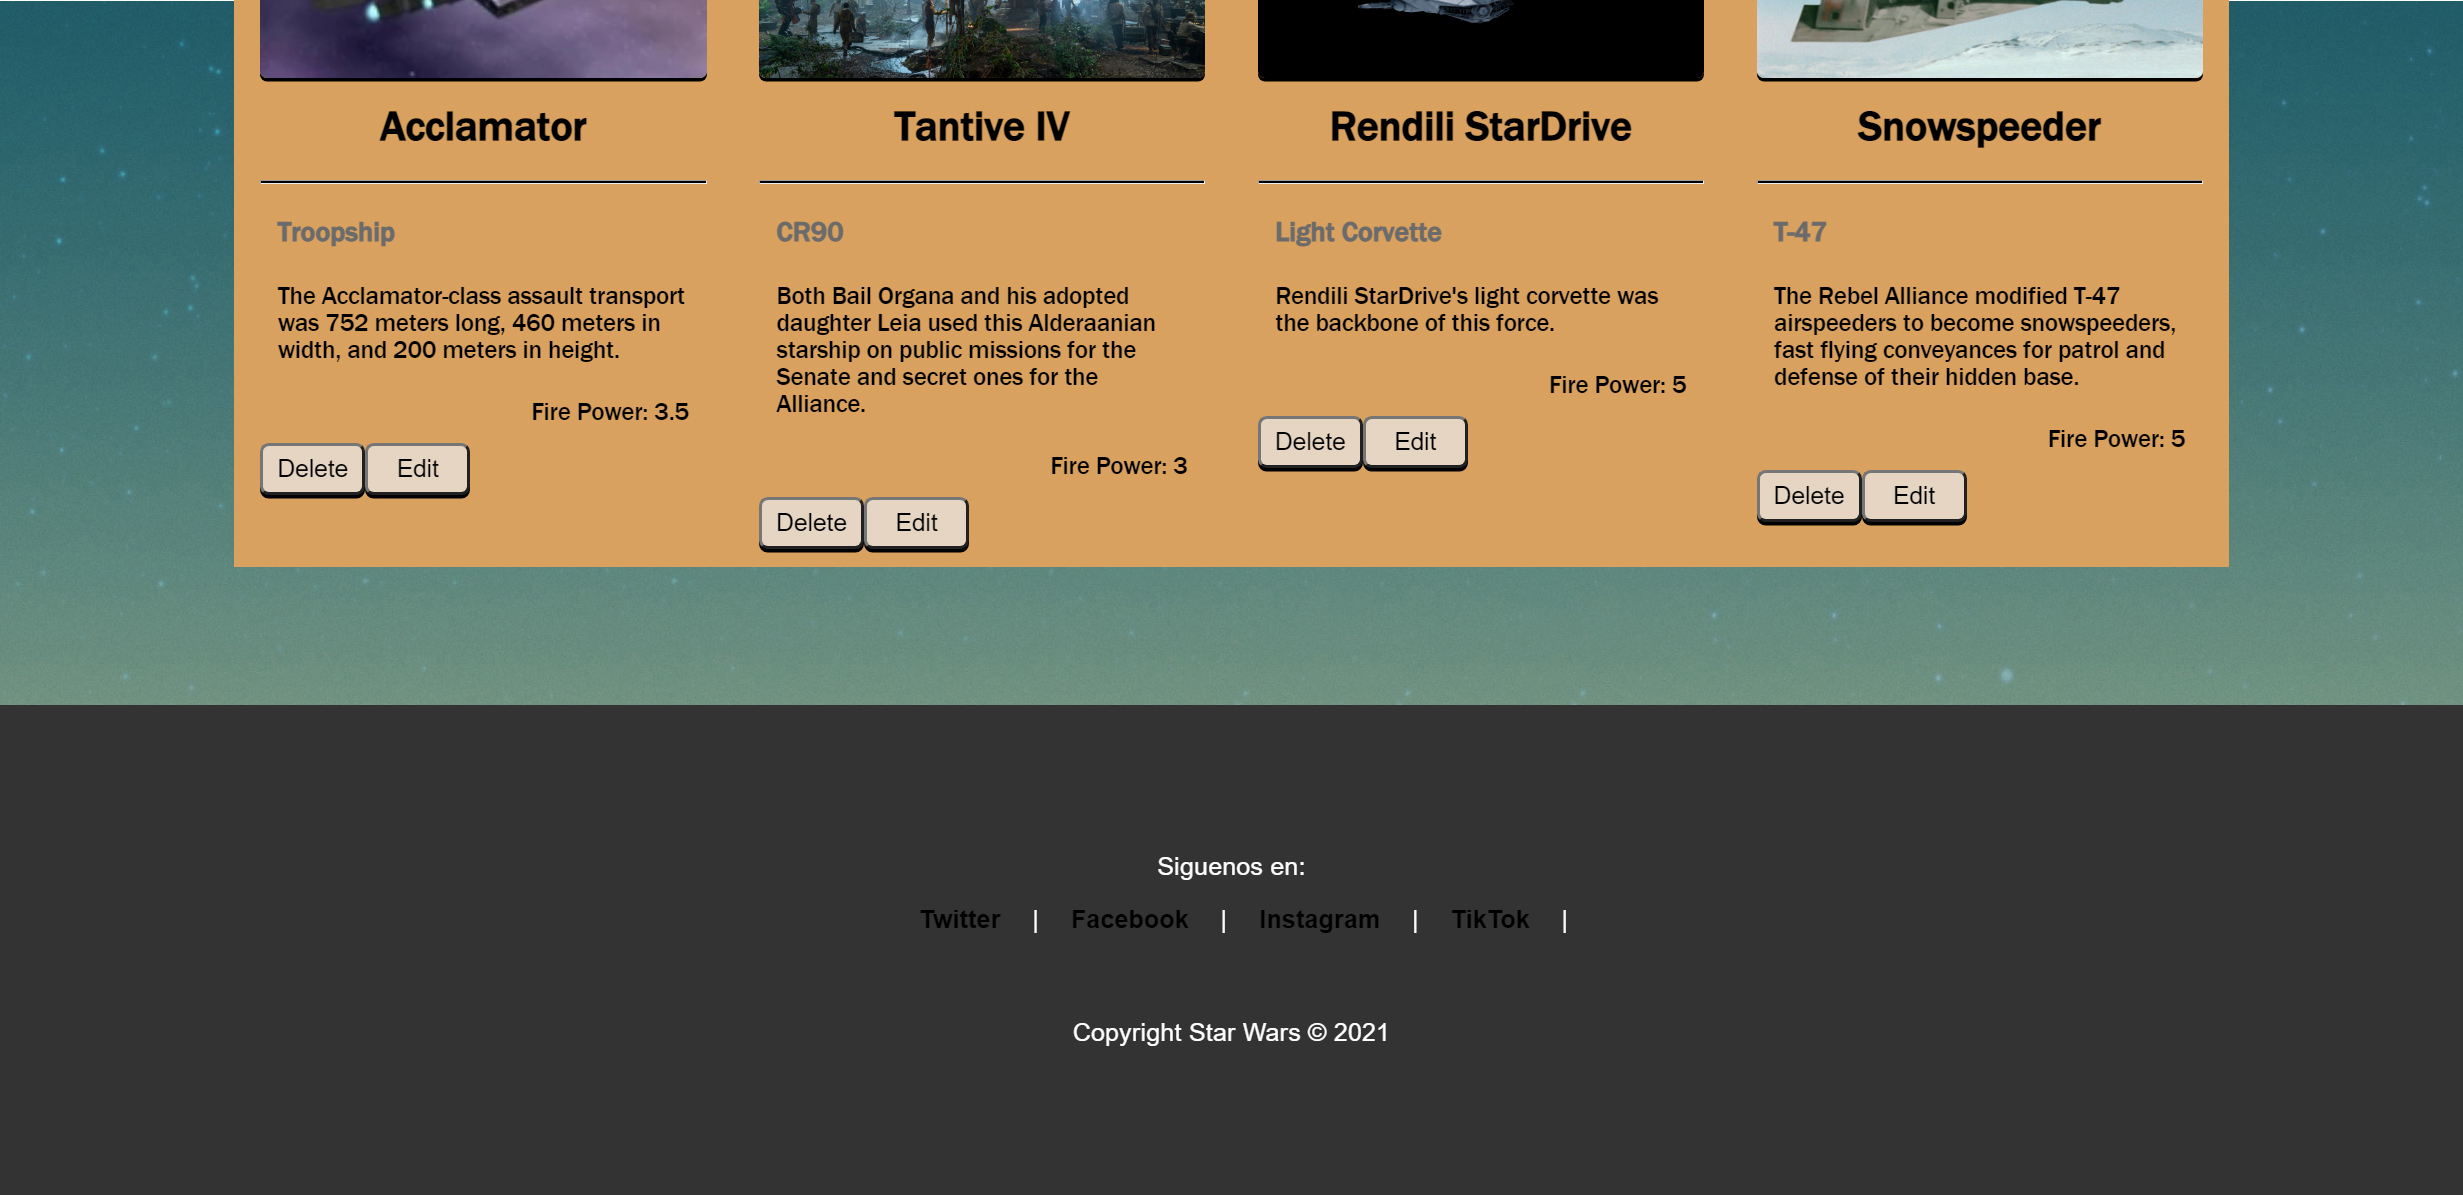 Acclamator
Troopship
The Acclamator-class assault transport
was 752 meters long, 460 meters in
width, and 200 meters in height.
Fire Power: 3.5
Delete
Edit
Tantive IV
CR90
Both Bail Organa and his adopted
daughter Leia used this Alderaanian
starship on public missions for the
Senate and secret ones for the
Alliance.
Fire Power: 3
Delete
Edit
Rendili StarDrive
Light Corvette
Rendili StarDrive's light corvette was
the backbone of this force.
Fire Power: 5
Delete
Edit
Snowspeeder
T-47
The Rebel Alliance modified T-47
airspeeders to become snowspeeders,
fast flying conveyances for patrol and
defense of their hidden base.
Fire Power: 5
Delete
Edit
Siguenos en:
Twitter | Facebook | Instagram | TikTok |
Copyright Star Wars © 2021